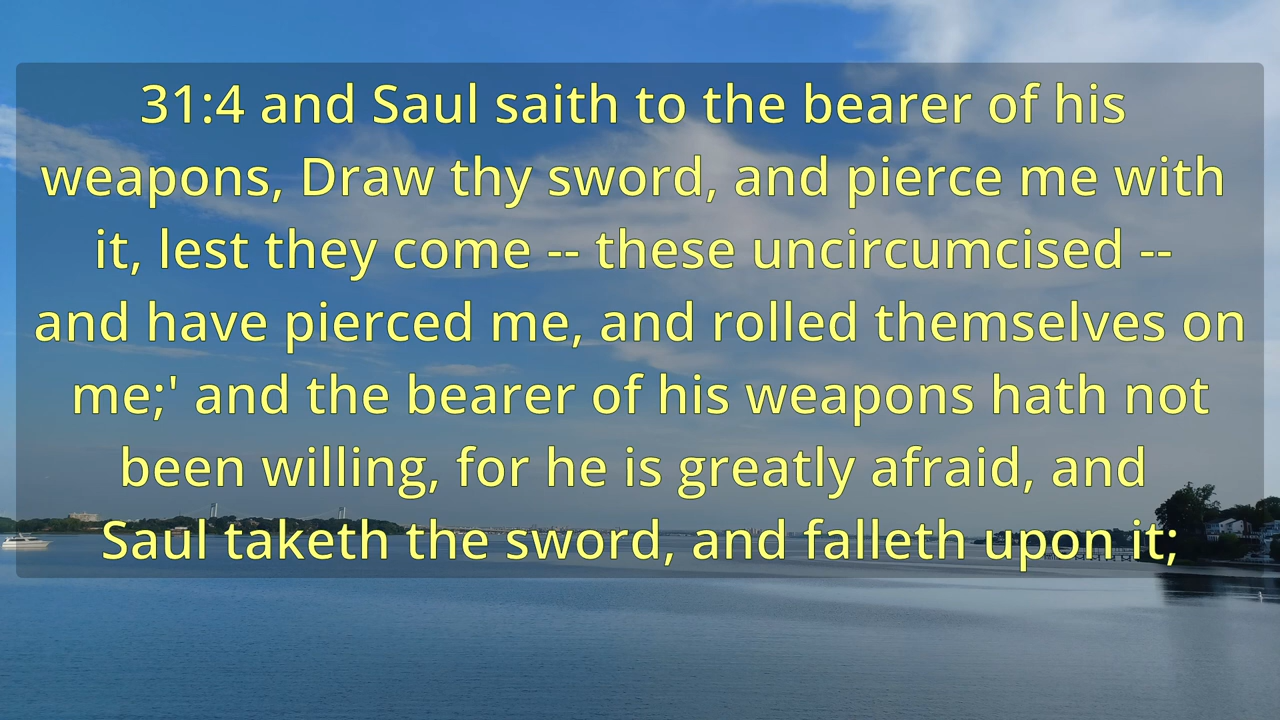 31:4 and Saul saith to the bearer of his
weapons, Draw thy sword, and pierce me with
it, lest they come -- these uncircumcised --
and have pierced me, and rolled themselves on
me;' and the bearer of his weapons hath not
been willing, for he is greatly afraid, and
Saul taketh the sword, and falleth upon it;